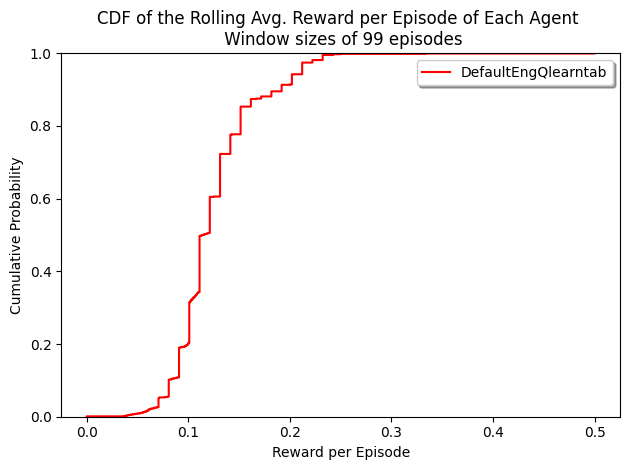 CDF of the Rolling Avg. Reward per Episode of Each Agent
Window sizes of 99 episodes
DefaultEngQlearntab
1.0
0.8
0.6
0.4
0.2
0.0
Cumulative Probability
0.0 0.1 0.2 0.3 0.4 0.5
Reward per Episode